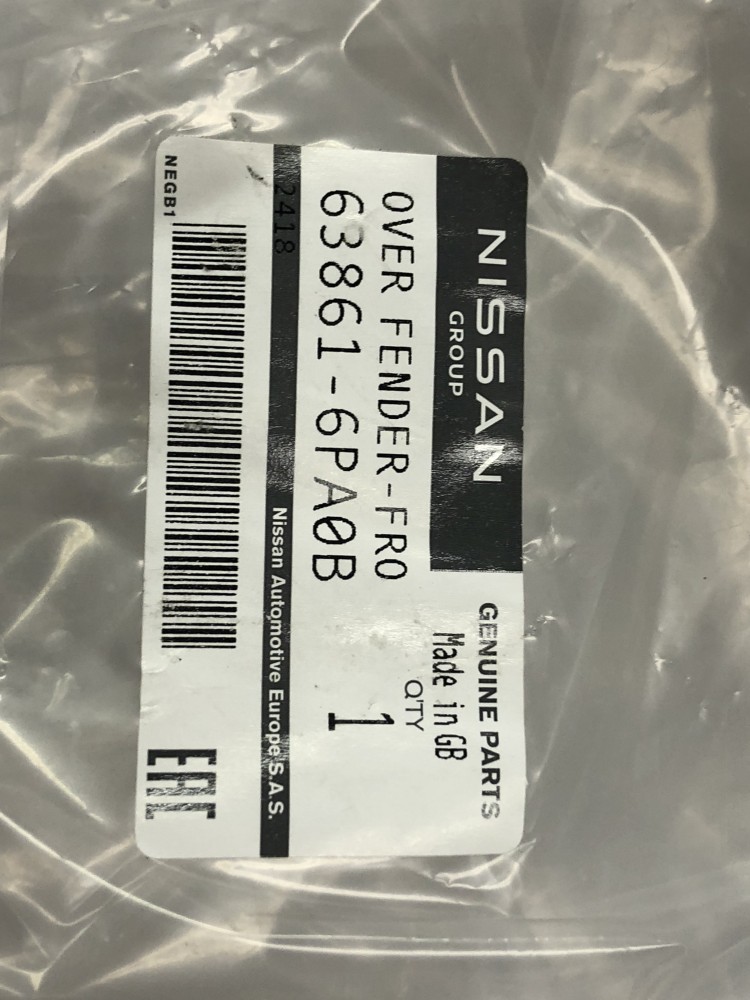 NISSAN
GROUP
GENUINE PARTS
Made in GB
OVER FENDER-FRO
Q'TY
63861-6PA0B
1
2418
Nissan Automotive Europe S.A.S.
NEGB1
EAC